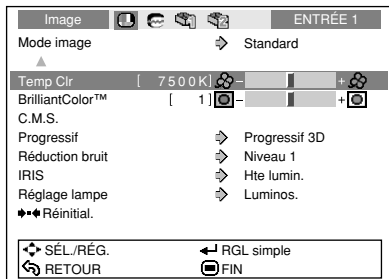 Image ENTRÉE 1
Mode image Standard
Temp Clr [ 7500K] - +
BrilliantColor™ [ 1] - +
C.M.S.
Progressif Progressif 3D
Réduction bruit Niveau 1
IRIS Hte lumin.
Réglage lampe Luminos.
Réinitial.
SÉL./RÉG. RGL simple
RETOUR FIN